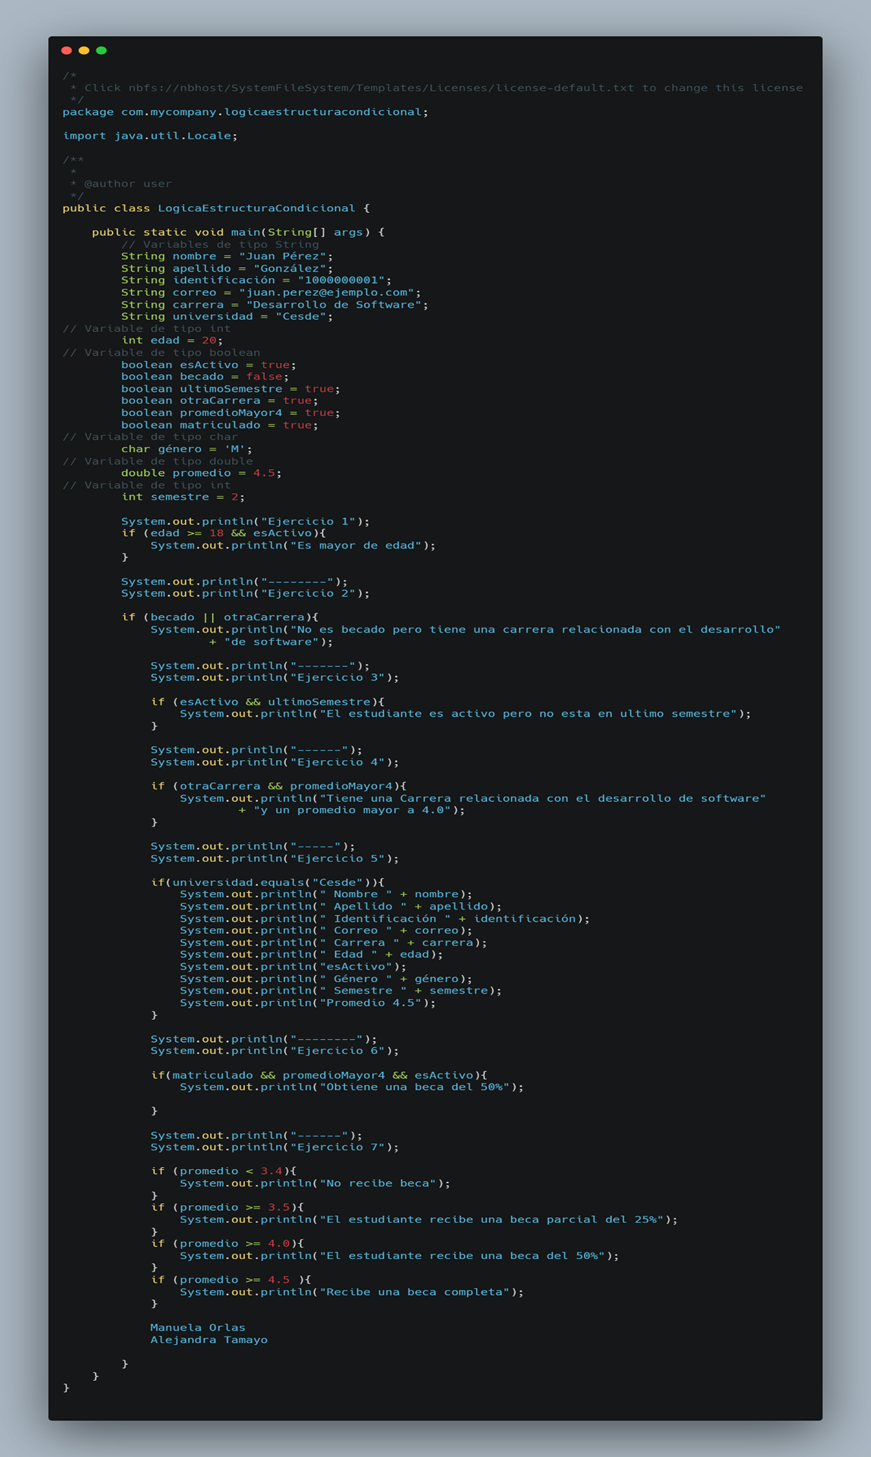 /*
 * Click nbfs://nbhost/SystemFileSystem/Templates/Licenses/license-default.txt to change this license
 */
package com.mycompany.logicaestructuracondicional;

import java.util.Locale;

/**
 *
 * @author user
 */
public class LogicaEstructuraCondicional {

    public static void main(String[] args) {
        // Variables de tipo String
        String nombre = "Juan Pérez";
        String apellido = "González";
        String identificación = "1000000001";
        String correo = "juan.perez@ejemplo.com";
        String carrera = "Desarrollo de Software";
        String universidad = "Cesde";
// Variable de tipo int
        int edad = 20;
// Variable de tipo boolean
        boolean esActivo = true;
        boolean becado = false;
        boolean ultimoSemestre = true;
        boolean otraCarrera = true;
        boolean promedioMayor4 = true;
        boolean matriculado = true;
// Variable de tipo char
        char género = 'M';
// Variable de tipo double
        double promedio = 4.5;
// Variable de tipo int
        int semestre = 2;

        System.out.println("Ejercicio 1");
        if (edad >= 18 && esActivo){
            System.out.println("Es mayor de edad");
        }

        System.out.println("--------");
        System.out.println("Ejercicio 2");

        if (becado || otraCarrera){
            System.out.println("No es becado pero tiene una carrera relacionada con el desarrollo"
                    + "de software");

            System.out.println("-------");
            System.out.println("Ejercicio 3");

            if (esActivo && ultimoSemestre){
                System.out.println("El estudiante es activo pero no esta en ultimo semestre");
            }

            System.out.println("------");
            System.out.println("Ejercicio 4");

            if (otraCarrera && promedioMayor4){
                System.out.println("Tiene una Carrera relacionada con el desarrollo de software"
                        + "y un promedio mayor a 4.0");
            }

            System.out.println("-----");
            System.out.println("Ejercicio 5");

            if(universidad.equals("Cesde")){
                System.out.println(" Nombre " + nombre);
                System.out.println(" Apellido " + apellido);
                System.out.println(" Identificación " + identificación);
                System.out.println(" Correo " + correo);
                System.out.println(" Carrera " + carrera);
                System.out.println(" Edad " + edad);
                System.out.println("esActivo");
                System.out.println(" Género " + género);
                System.out.println(" Semestre " + semestre);
                System.out.println("Promedio 4.5");
            }

            System.out.println("--------");
            System.out.println("Ejercicio 6");

            if(matriculado && promedioMayor4 && esActivo){
                System.out.println("Obtiene una beca del 50%");

            }

            System.out.println("------");
            System.out.println("Ejercicio 7");

            if (promedio < 3.4){
                System.out.println("No recibe beca");
            }
            if (promedio >= 3.5){
                System.out.println("El estudiante recibe una beca parcial del 25%");
            }
            if (promedio >= 4.0){
                System.out.println("El estudiante recibe una beca del 50%");
            }
            if (promedio >= 4.5 ){
                System.out.println("Recibe una beca completa");
            }

            Manuela Orlas
            Alejandra Tamayo

        }
    }
}